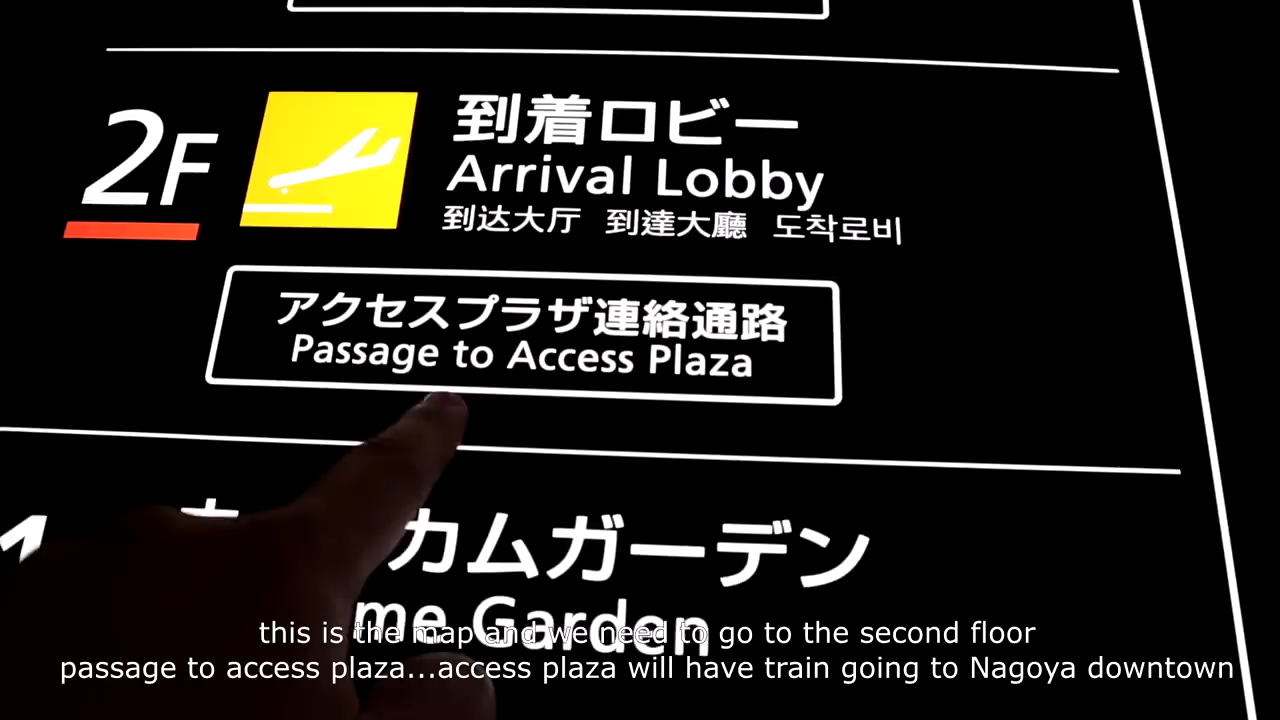 2F
到着ロビー
Arrival Lobby
到达大厅 到達大廳 도착로비
アクセスプラザ連絡通路
Passage to Access Plaza
カムガーデン
me Garden
this is the map and we need to go to the second floor
passage to access plaza...access plaza will have train going to Nagoya downtown